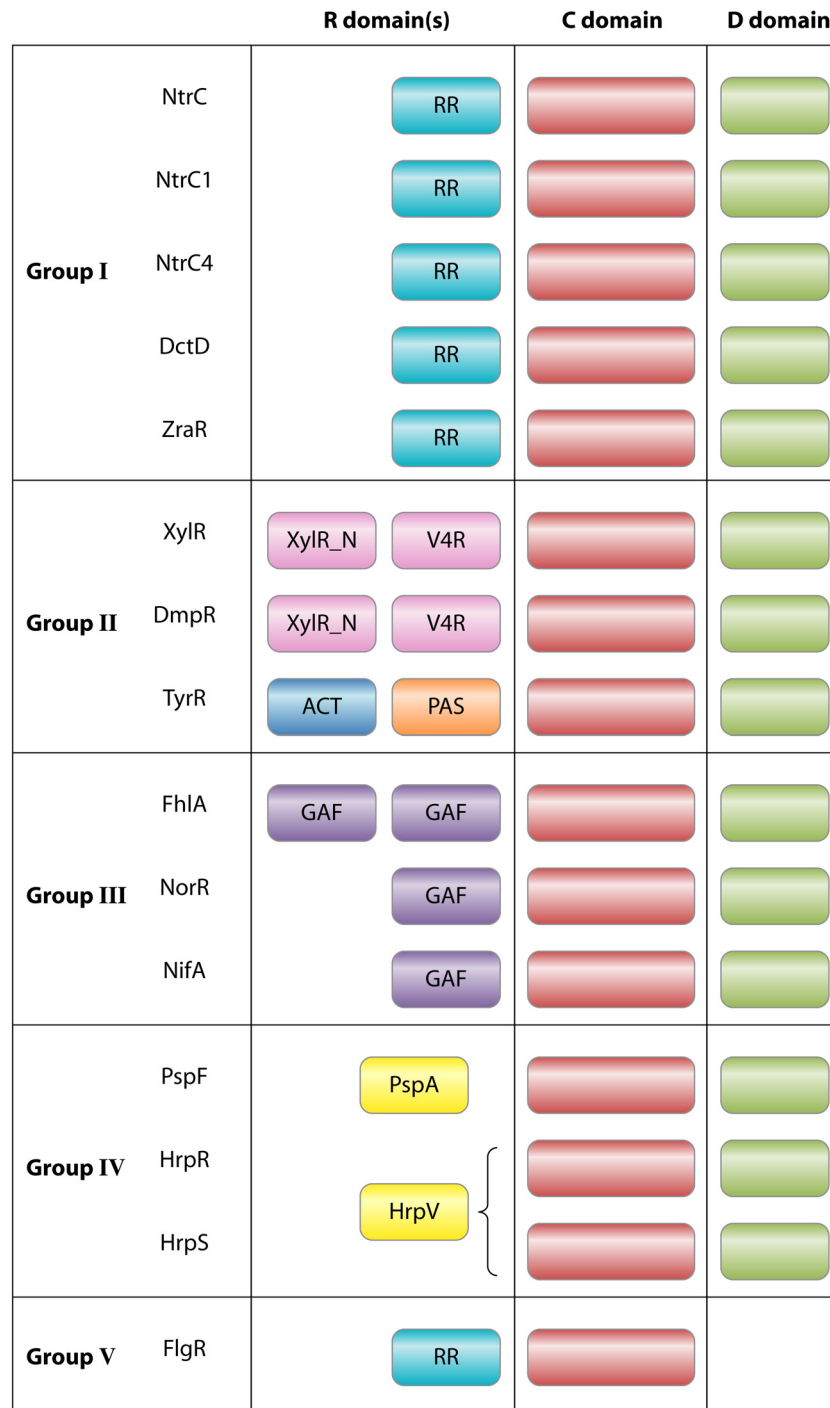 R domain(s) C domain D domain
NtrC RR
NtrC1 RR
Group I NtrC4 RR
DctD RR
ZraR RR
XylR XylR_N V4R
Group II DmpR XylR_N V4R
TyrR ACT PAS
FhlA GAF GAF
Group III NorR GAF
NifA GAF
PspF PspA
Group IV HrpR
HrpV
HrpS
Group V FlgR RR